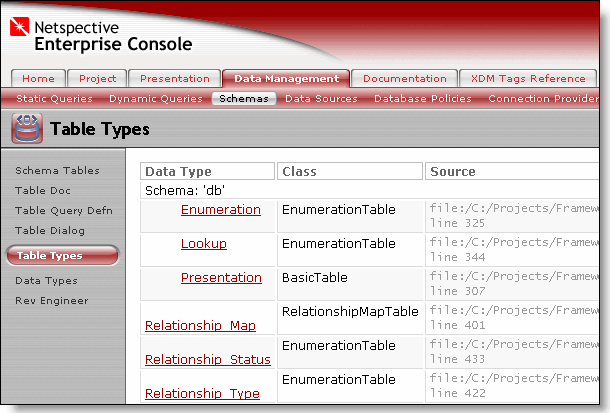 Netspective
Enterprise Console
Home Project Presentation Data Management Documentation XDM Tags Reference
Static Queries Dynamic Queries Schemas Data Sources Database Policies Connection Provider
Table Types
Schema Tables
Table Doc
Table Query Defn
Table Dialog
Table Types
Data Types
Rev Engineer
Data Type Class Source
Schema: 'db'
Enumeration EnumerationTable file:/C:/Projects/Framew
line 325
Lookup EnumerationTable file:/C:/Projects/Framew
line 344
Presentation BasicTable file:/C:/Projects/Framew
line 307
Relationship_Map RelationshipMapTable file:/C:/Projects/Framew
line 401
Relationship_Status EnumerationTable file:/C:/Projects/Framew
line 433
Relationship_Type EnumerationTable file:/C:/Projects/Framew
line 422